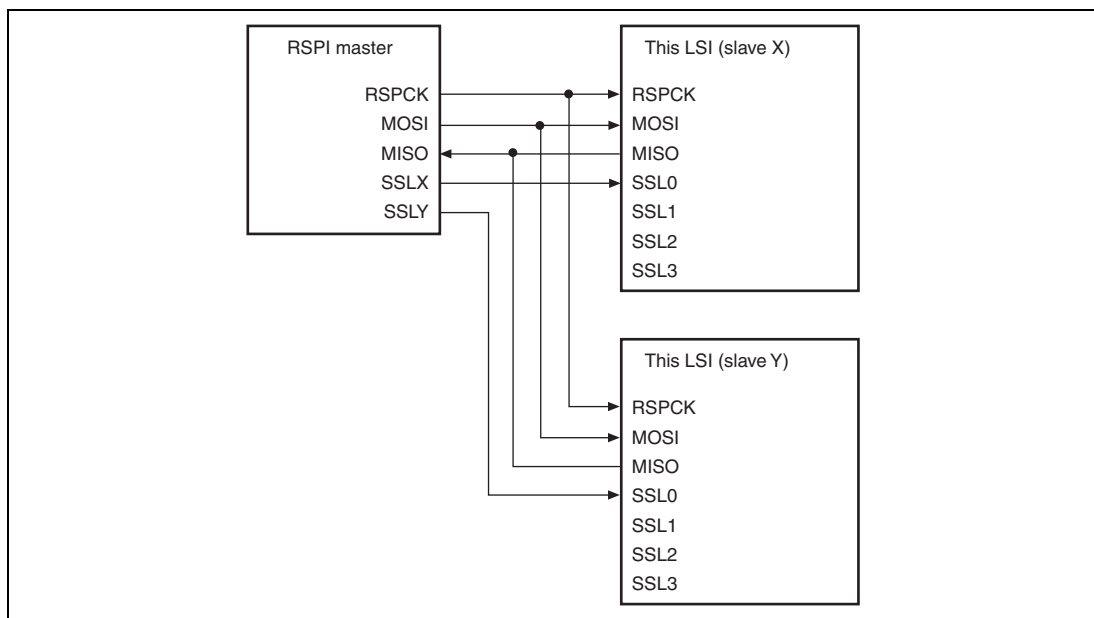 RSPI master
RSPCK
MOSI
MISO
SSLX
SSLY
This LSI (slave X)
RSPCK
MOSI
MISO
SSL0
SSL1
SSL2
SSL3
This LSI (slave Y)
RSPCK
MOSI
MISO
SSL0
SSL1
SSL2
SSL3